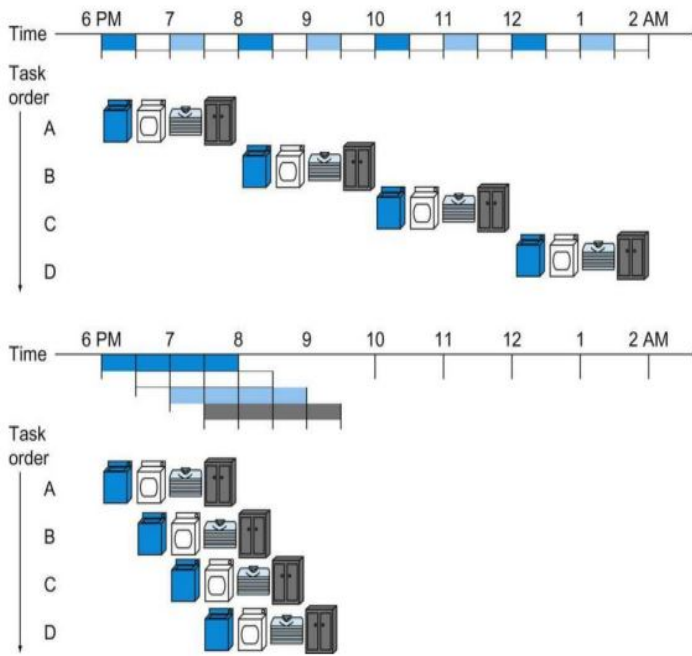 6 PM 7 8 9 10 11 12 1 2 AM
Time
Task
order
A
B
C
D
6 PM 7 8 9 10 11 12 1 2 AM
Time
Task
order
A
B
C
D